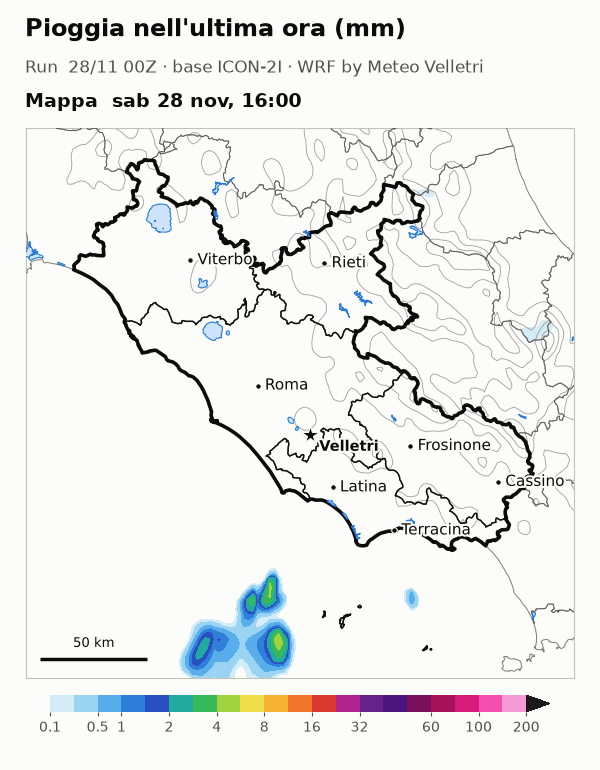 Pioggia nell'ultima ora (mm)
Run  28/11 00Z · base ICON-2I · WRF by Meteo Velletri
Mappa  sab 28 nov, 16:00
Viterbo
Rieti
Roma
Velletri
Frosinone
Latina
Cassino
Terracina
50 km
0.1 0.5 1 2 4 8 16 32 60 100 200